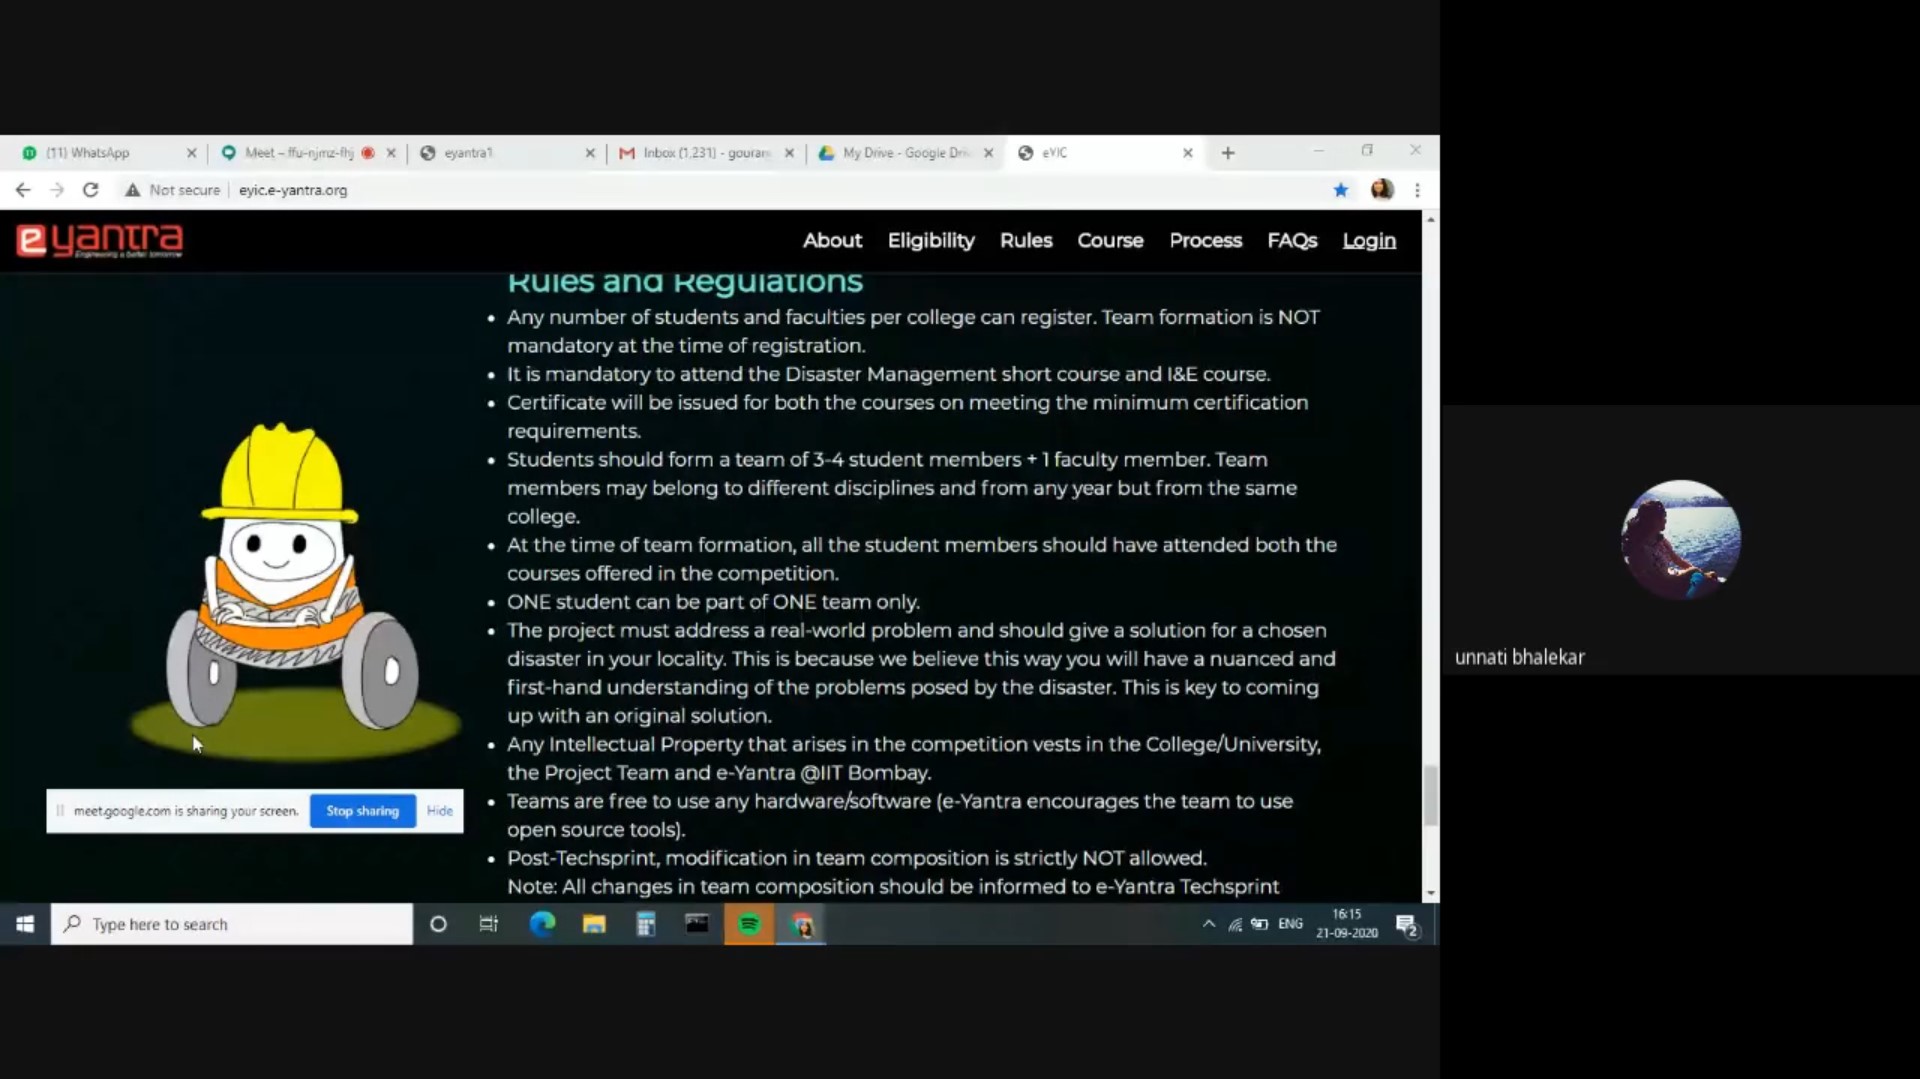 (11) WhatsApp
Meet – ffu-njmz-fhj
eyantra1
Inbox (1,231) - gouran
My Drive - Google Driv
eYIC
Not secure
eyic.e-yantra.org
e yantra
Engineering a better tomorrow
About
Eligibility
Rules
Course
Process
FAQs
Login
Rules and Regulations
• Any number of students and faculties per college can register. Team formation is NOT
mandatory at the time of registration.
• It is mandatory to attend the Disaster Management short course and I&E course.
• Certificate will be issued for both the courses on meeting the minimum certification
requirements.
• Students should form a team of 3-4 student members + 1 faculty member. Team
members may belong to different disciplines and from any year but from the same
college.
• At the time of team formation, all the student members should have attended both the
courses offered in the competition.
• ONE student can be part of ONE team only.
• The project must address a real-world problem and should give a solution for a chosen
disaster in your locality. This is because we believe this way you will have a nuanced and
first-hand understanding of the problems posed by the disaster. This is key to coming
up with an original solution.
• Any Intellectual Property that arises in the competition vests in the College/University,
the Project Team and e-Yantra @IIT Bombay.
• Teams are free to use any hardware/software (e-Yantra encourages the team to use
open source tools).
• Post-Techsprint, modification in team composition is strictly NOT allowed.
Note: All changes in team composition should be informed to e-Yantra Techsprint
meet.google.com is sharing your screen.
Stop sharing
Hide
unnati bhalekar
Type here to search
ENG
16:15
21-09-2020
2